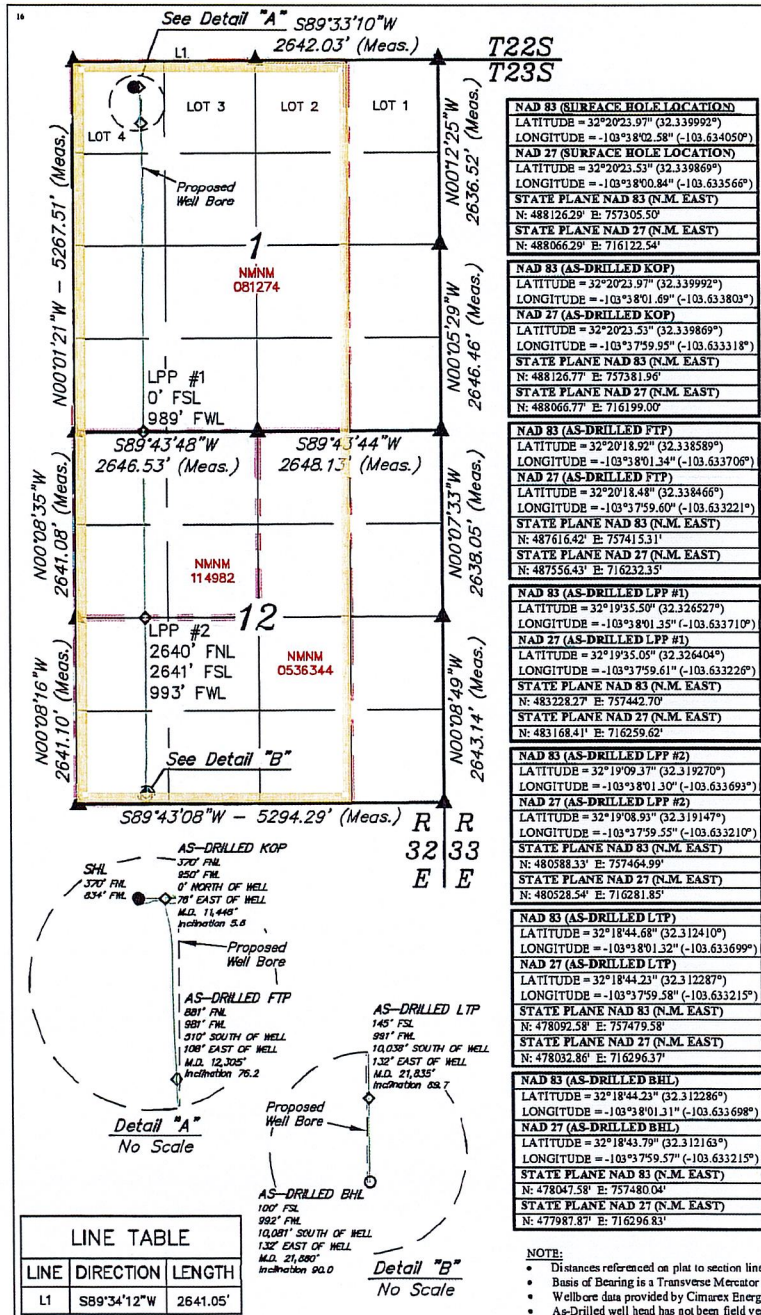 16
See Detail "A"
S89°33'10"W
2642.03' (Meas.)
L1
T22S
T23S
LOT 4
LOT 3
LOT 2
LOT 1
Proposed
Well Bore
N00°01'21"W - 5267.51' (Meas.)
N00°12'25"W
2636.52' (Meas.)
1
NMNM
081274
N00°05'29"W
2646.46' (Meas.)
LPP #1
0' FSL
989' FWL
S89°43'48"W
2646.53' (Meas.)
S89°43'44"W
2648.13' (Meas.)
N00°08'35"W
2641.08' (Meas.)
N00°07'33"W
2638.05' (Meas.)
NMNM
114982
12
LPP #2
2640' FNL
2641' FSL
993' FWL
NMNM
0536344
N00°08'16"W
2641.10' (Meas.)
N00°08'49"W
2643.14' (Meas.)
See Detail "B"
S89°43'08"W - 5294.29' (Meas.)
R R
32 33
E E
SHL
370' FNL
834' FWL
AS-DRILLED KOP
370' FNL
950' FWL
0' NORTH OF WELL
76' EAST OF WELL
M.D. 11,446'
Inclination 5.6
Proposed
Well Bore
AS-DRILLED FTP
881' FNL
981' FWL
510' SOUTH OF WELL
108' EAST OF WELL
M.D. 12,305'
Inclination 76.2
Detail "A"
No Scale
AS-DRILLED LTP
145' FSL
991' FWL
10,038' SOUTH OF WELL
132' EAST OF WELL
M.D. 21,835'
Inclination 89.7
Proposed
Well Bore
AS-DRILLED BHL
100' FSL
992' FWL
10,081' SOUTH OF WELL
132' EAST OF WELL
M.D. 21,880'
Inclination 90.0
Detail "B"
No Scale
LINE TABLE
LINE DIRECTION LENGTH
L1 S89°34'12"W 2641.05'
NAD 83 (SURFACE HOLE LOCATION)
LATITUDE = 32°20'23.97" (32.339992°)
LONGITUDE = -103°38'02.58" (-103.634050°)
NAD 27 (SURFACE HOLE LOCATION)
LATITUDE = 32°20'23.53" (32.339869°)
LONGITUDE = -103°38'00.84" (-103.633566°)
STATE PLANE NAD 83 (N.M. EAST)
N: 488126.29' E: 757305.50'
STATE PLANE NAD 27 (N.M. EAST)
N: 488066.29' E: 716122.54'
NAD 83 (AS-DRILLED KOP)
LATITUDE = 32°20'23.97" (32.339992°)
LONGITUDE = -103°38'01.69" (-103.633803°)
NAD 27 (AS-DRILLED KOP)
LATITUDE = 32°20'23.53" (32.339869°)
LONGITUDE = -103°37'59.95" (-103.633318°)
STATE PLANE NAD 83 (N.M. EAST)
N: 488126.77' E: 757381.96'
STATE PLANE NAD 27 (N.M. EAST)
N: 488066.77' E: 716199.00'
NAD 83 (AS-DRILLED FTP)
LATITUDE = 32°20'18.92" (32.338589°)
LONGITUDE = -103°38'01.34" (-103.633706°)
NAD 27 (AS-DRILLED FTP)
LATITUDE = 32°20'18.48" (32.338466°)
LONGITUDE = -103°37'59.60" (-103.633221°)
STATE PLANE NAD 83 (N.M. EAST)
N: 487616.42' E: 757415.31'
STATE PLANE NAD 27 (N.M. EAST)
N: 487556.43' E: 716232.35'
NAD 83 (AS-DRILLED LPP #1)
LATITUDE = 32°19'35.50" (32.326527°)
LONGITUDE = -103°38'01.35" (-103.633710°)
NAD 27 (AS-DRILLED LPP #1)
LATITUDE = 32°19'35.05" (32.326404°)
LONGITUDE = -103°37'59.61" (-103.633226°)
STATE PLANE NAD 83 (N.M. EAST)
N: 483228.27' E: 757442.70'
STATE PLANE NAD 27 (N.M. EAST)
N: 483168.41' E: 716259.62'
NAD 83 (AS-DRILLED LPP #2)
LATITUDE = 32°19'09.37" (32.319270°)
LONGITUDE = -103°38'01.30" (-103.633693°)
NAD 27 (AS-DRILLED LPP #2)
LATITUDE = 32°19'08.93" (32.319147°)
LONGITUDE = -103°37'59.55" (-103.633210°)
STATE PLANE NAD 83 (N.M. EAST)
N: 480588.33' E: 757464.99'
STATE PLANE NAD 27 (N.M. EAST)
N: 480528.54' E: 716281.85'
NAD 83 (AS-DRILLED LTP)
LATITUDE = 32°18'44.68" (32.312410°)
LONGITUDE = -103°38'01.32" (-103.633699°)
NAD 27 (AS-DRILLED LTP)
LATITUDE = 32°18'44.23" (32.312287°)
LONGITUDE = -103°37'59.58" (-103.633215°)
STATE PLANE NAD 83 (N.M. EAST)
N: 478092.58' E: 757479.58'
STATE PLANE NAD 27 (N.M. EAST)
N: 478032.86' E: 716296.37'
NAD 83 (AS-DRILLED BHL)
LATITUDE = 32°18'44.23" (32.312286°)
LONGITUDE = -103°38'01.31" (-103.633698°)
NAD 27 (AS-DRILLED BHL)
LATITUDE = 32°18'43.79" (32.312163°)
LONGITUDE = -103°37'59.57" (-103.633215°)
STATE PLANE NAD 83 (N.M. EAST)
N: 478047.58' E: 757480.04'
STATE PLANE NAD 27 (N.M. EAST)
N: 477987.87' E: 716296.83'
NOTE:
• Distances referenced on plat to section line
• Basis of Bearing is a Transverse Mercator
• Wellbore data provided by Cimarex Energ
• As-Drilled well head has not been field ve